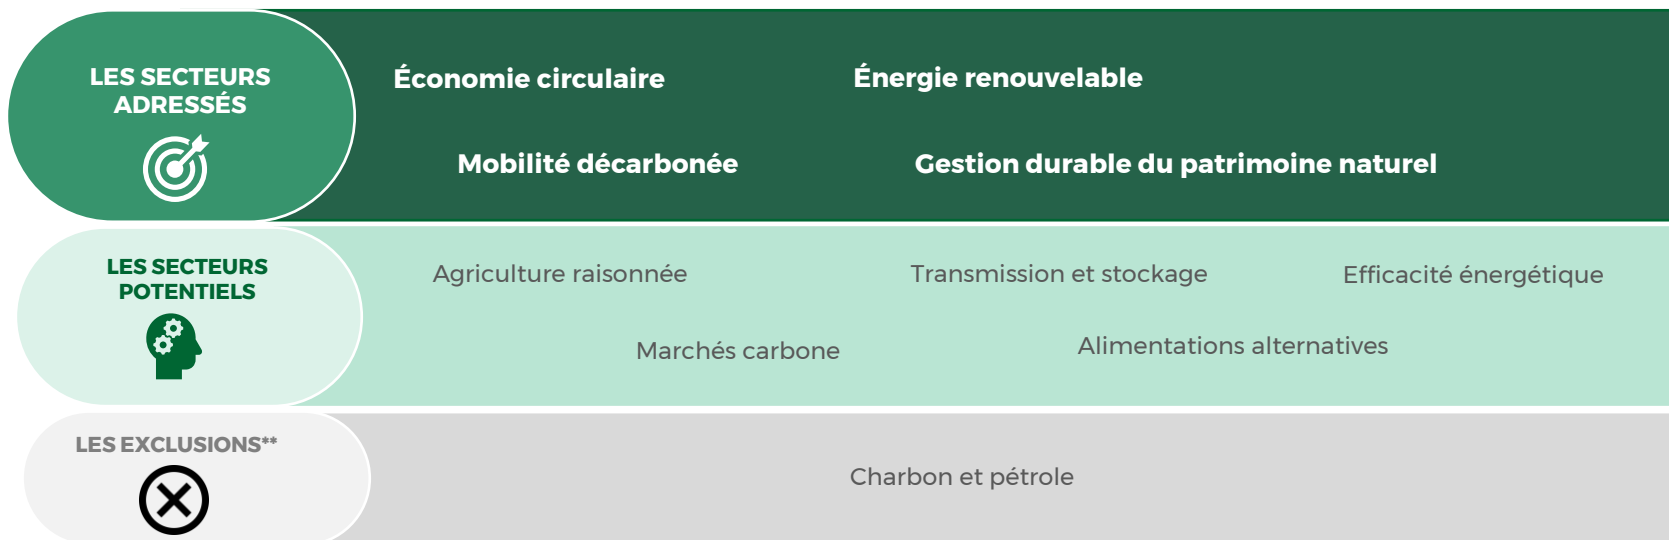 LES SECTEURS
ADRESSÉS
Économie circulaire
Énergie renouvelable
Mobilité décarbonée
Gestion durable du patrimoine naturel
LES SECTEURS
POTENTIELS
Agriculture raisonnée
Transmission et stockage
Efficacité énergétique
Marchés carbone
Alimentations alternatives
LES EXCLUSIONS**
Charbon et pétrole